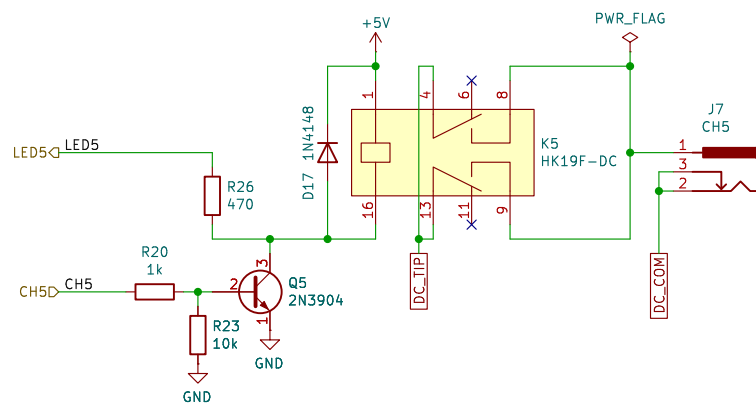 PWR_FLAG
+5V
J7
CH5
1
4
6
8
D17 1N4148
K5
HK19F-DC
1
3
2
LED5
LED5
R26
470
16
13
11
9
R20
1k
DC_TIP
DC_COM
3
Q5
2N3904
2
1
CH5
CH5
R23
10k
GND
GND